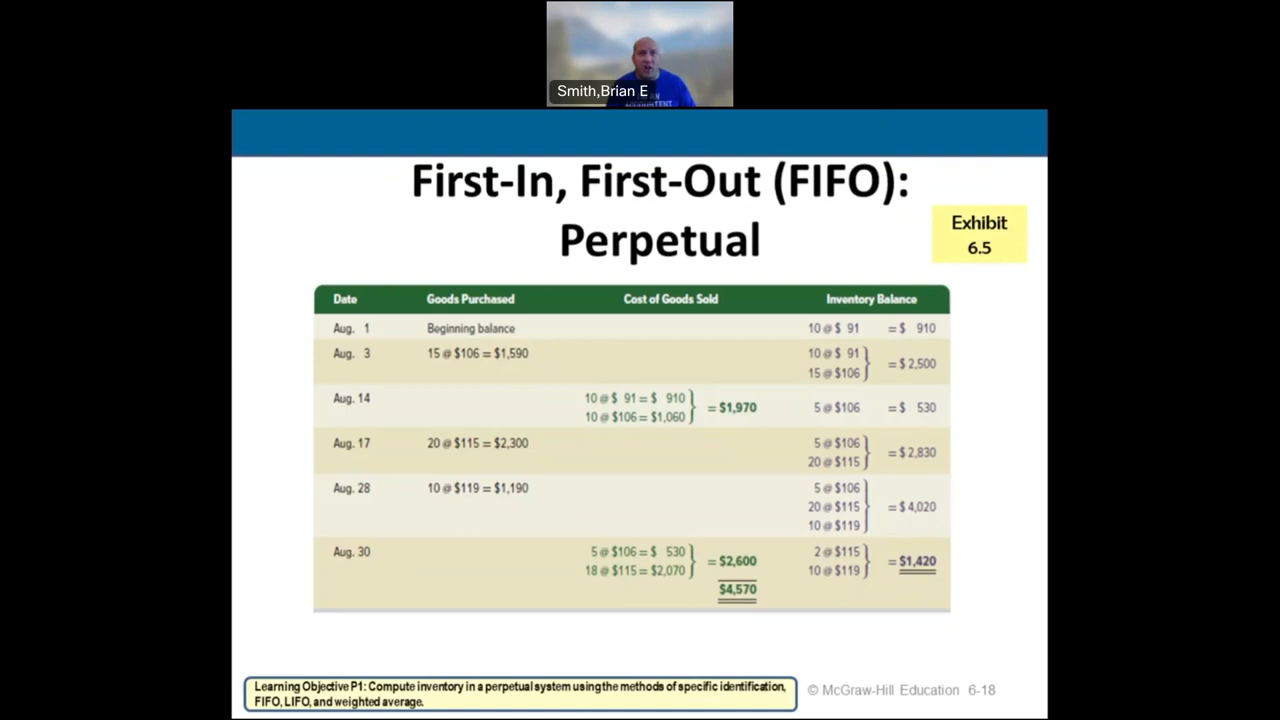 Smith,Brian E
First-In, First-Out (FIFO):
Perpetual
Exhibit
6.5
Date Goods Purchased Cost of Goods Sold Inventory Balance
Aug. 1 Beginning balance 10 @ $ 91 = $ 910
Aug. 3 15 @ $106 = $1,590 10 @ $ 91
15 @ $106 = $ 2,500
Aug. 14 10 @ $ 91 = $ 910
10 @ $106 = $1,060 = $1,970 5 @ $106 = $ 530
Aug. 17 20 @ $115 = $2,300 5 @ $106
20 @ $115 = $ 2,830
Aug. 28 10 @ $119 = $1,190 5 @ $106
20 @ $115 = $ 4,020
10 @ $119
Aug. 30 5 @ $106 = $ 530 = $2,600 2 @ $115
18 @ $115 = $2,070 10 @ $119 = $1,420
$4,570
Learning Objective P1: Compute inventory in a perpetual system using the methods of specific identification,
FIFO, LIFO, and weighted average.
© McGraw-Hill Education 6-18